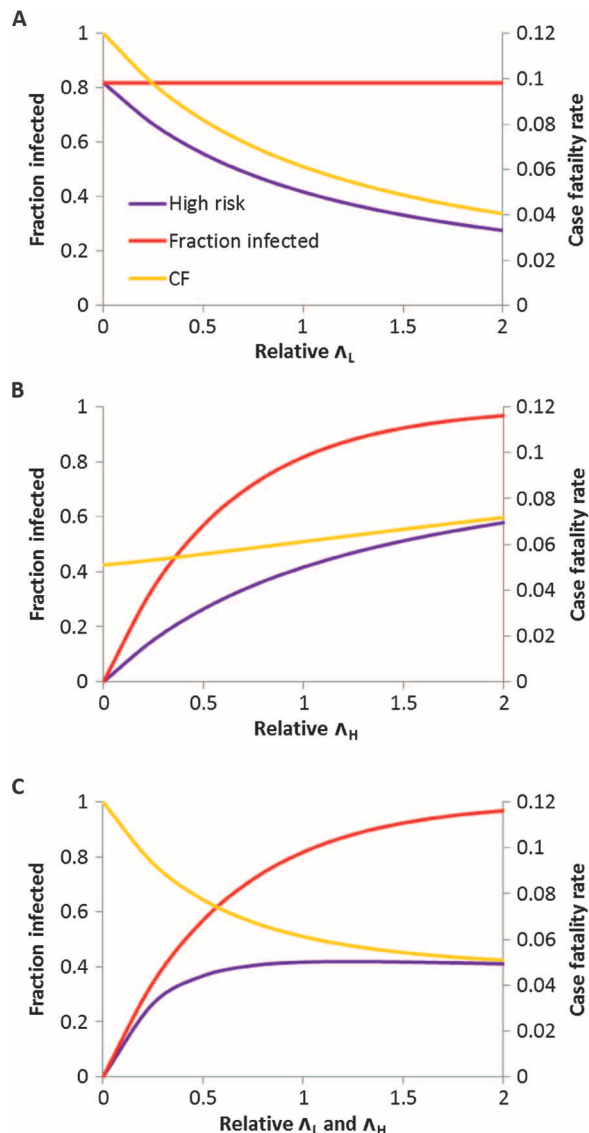 A
Fraction infected
1
0.8
0.6
0.4
0.2
0
High risk
Fraction infected
CF
0.12
0.1
0.08
0.06
0.04
0.02
0
Case fatality rate
0 0.5 1 1.5 2
Relative ΛL
B
Fraction infected
1
0.8
0.6
0.4
0.2
0
0.12
0.1
0.08
0.06
0.04
0.02
0
Case fatality rate
0 0.5 1 1.5 2
Relative ΛH
C
Fraction infected
1
0.8
0.6
0.4
0.2
0
0.12
0.1
0.08
0.06
0.04
0.02
0
Case fatality rate
0 0.5 1 1.5 2
Relative ΛL and ΛH